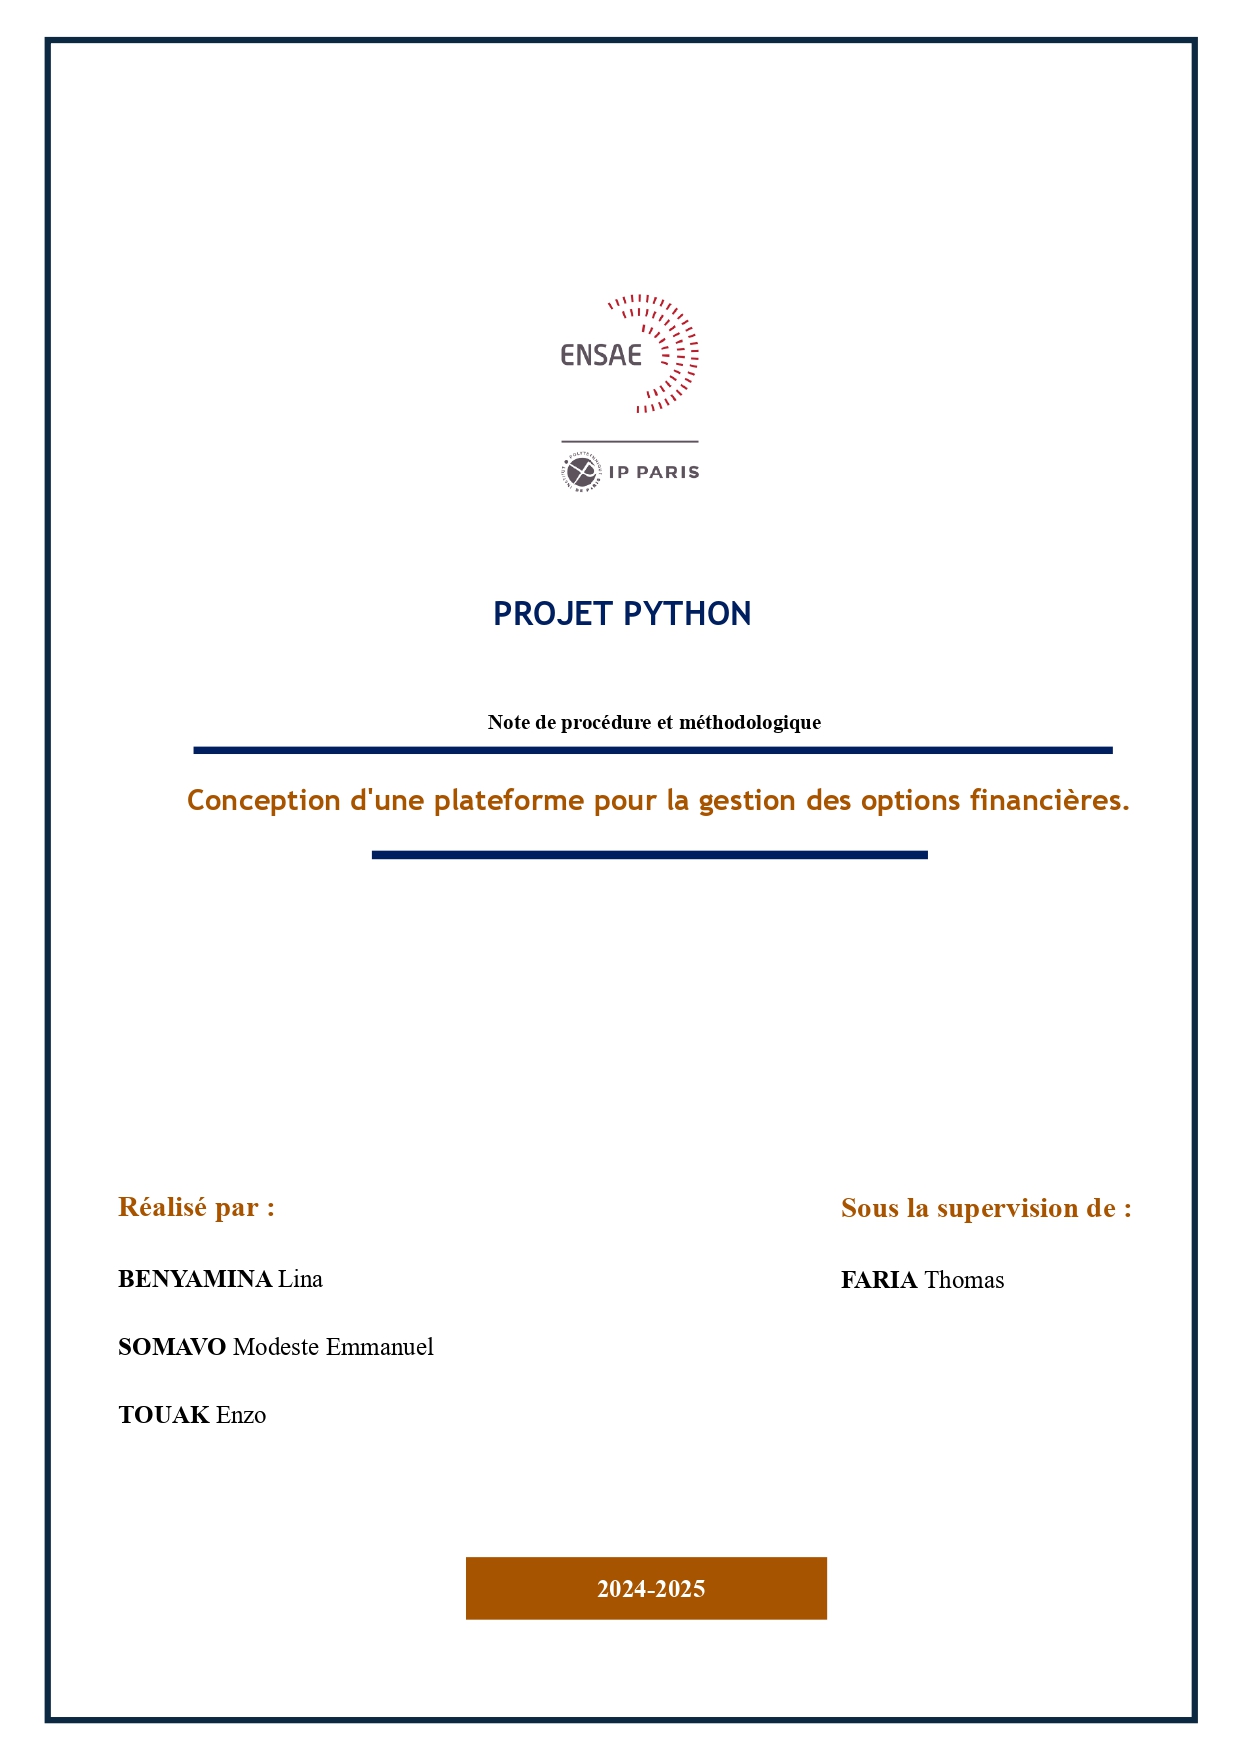 ENSAE
IP PARIS
PROJET PYTHON
Note de procédure et méthodologique
Conception d'une plateforme pour la gestion des options financières.
Réalisé par :
Sous la supervision de :
BENYAMINA Lina
FARIA Thomas
SOMAVO Modeste Emmanuel
TOUAK Enzo
2024-2025